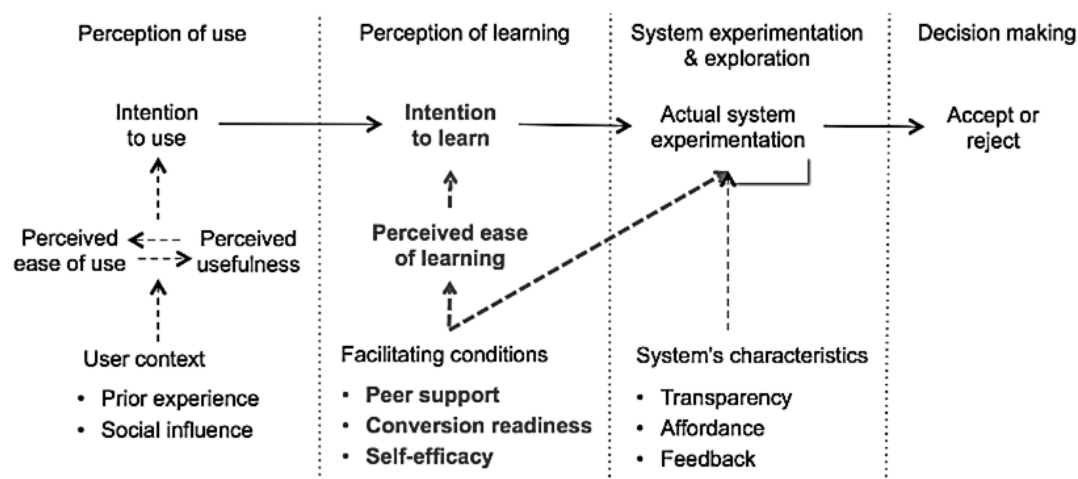 Perception of use
Perception of learning
System experimentation
& exploration
Decision making
Intention
to use
Intention
to learn
Actual system
experimentation
Accept or
reject
Perceived
ease of use
Perceived
usefulness
Perceived ease
of learning
User context
• Prior experience
• Social influence
Facilitating conditions
• Peer support
• Conversion readiness
• Self-efficacy
System's characteristics
• Transparency
• Affordance
• Feedback